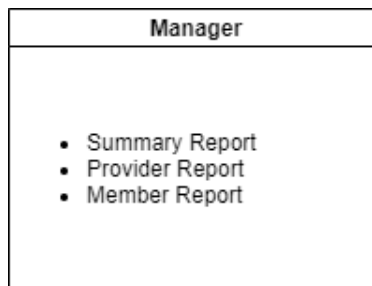 Manager
• Summary Report
• Provider Report
• Member Report